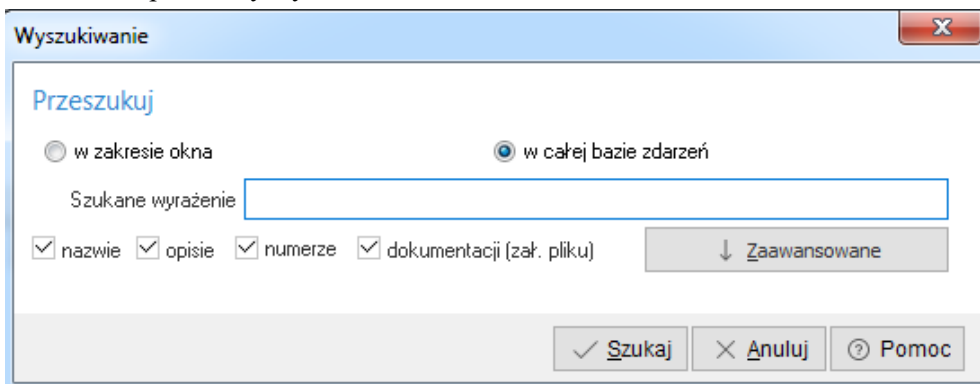 Wyszukiwanie
Przeszukuj
w zakresie okna w całej bazie zdarzeń
Szukane wyrażenie
nazwie opisie numerze dokumentacji (zał. pliku) Zaawansowane
Szukaj Anuluj Pomoc